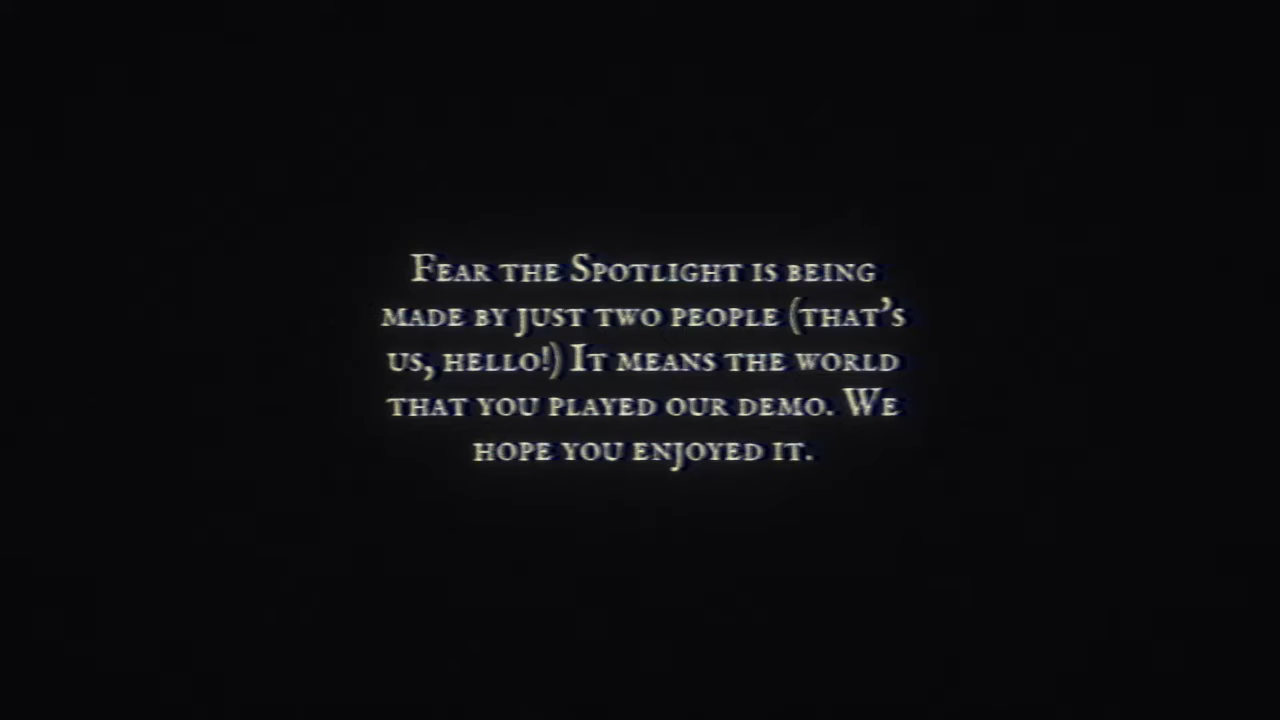 Fear the Spotlight is being
made by just two people (that's
us, hello!) It means the world
that you played our demo. We
hope you enjoyed it.